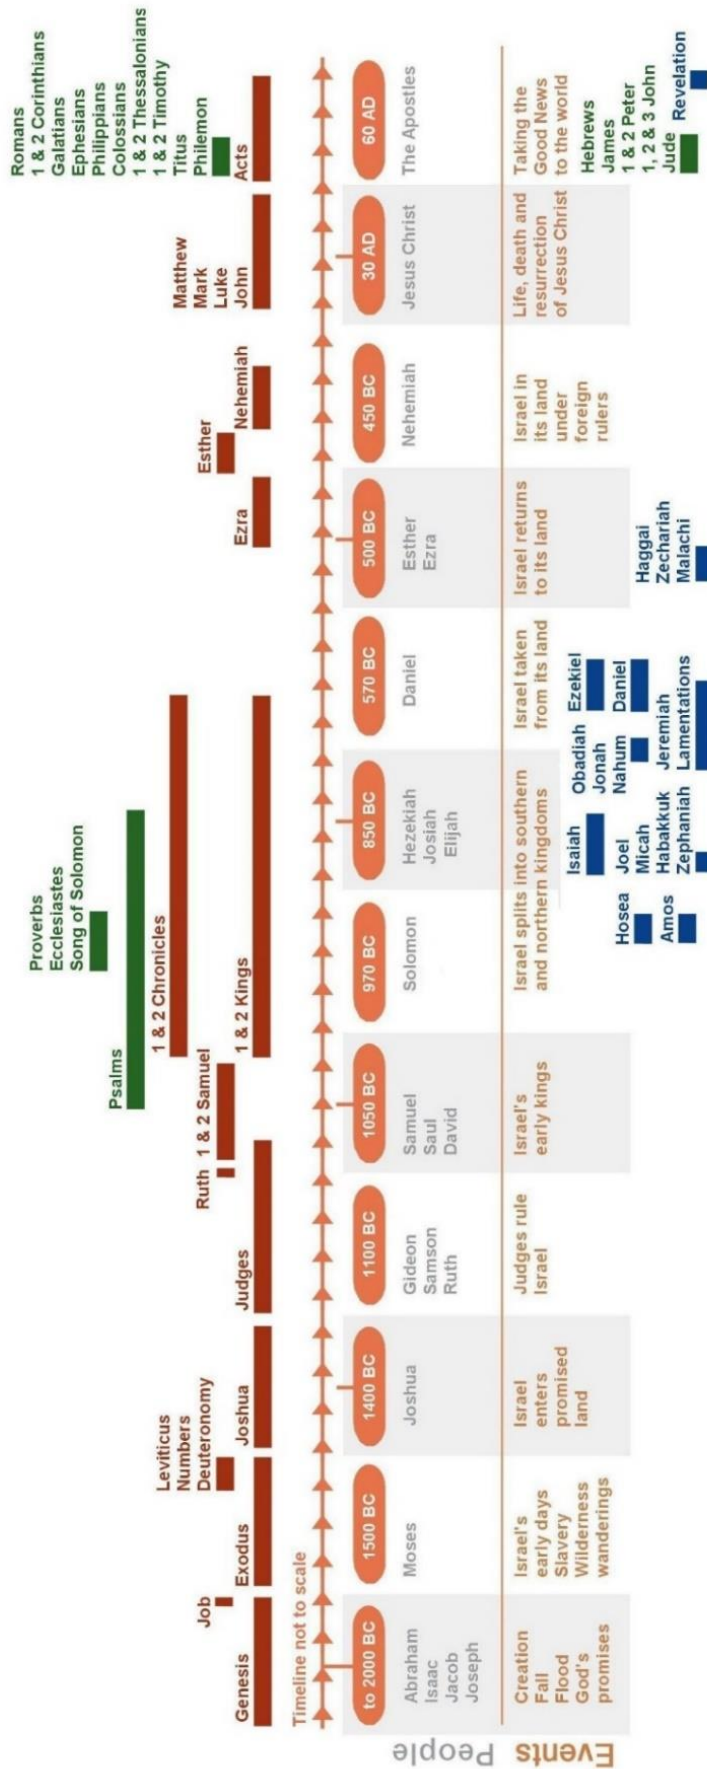 Proverbs
Ecclesiastes
Song of Solomon
Psalms
1 & 2 Chronicles
Romans
1 & 2 Corinthians
Galatians
Ephesians
Philippians
Colossians
1 & 2 Thessalonians
1 & 2 Timothy
Titus
Philemon
Job
Leviticus
Numbers
Deuteronomy
Ruth
1 & 2 Samuel
Esther
Matthew
Mark
Luke
John
Genesis
Exodus
Joshua
Judges
1 & 2 Kings
Ezra
Nehemiah
Acts
Timeline not to scale
to 2000 BC
1500 BC
1400 BC
1100 BC
1050 BC
970 BC
850 BC
570 BC
500 BC
450 BC
30 AD
60 AD
People
Abraham
Isaac
Jacob
Joseph
Moses
Joshua
Gideon
Samson
Ruth
Samuel
Saul
David
Solomon
Hezekiah
Josiah
Elijah
Daniel
Esther
Ezra
Nehemiah
Jesus Christ
The Apostles
Events
Creation
Fall
Flood
God's
promises
Israel's
early days
Slavery
Wilderness
wanderings
Israel
enters
promised
land
Judges rule
Israel
Israel's
early kings
Israel splits into southern
and northern kingdoms
Israel taken
from its land
Israel returns
to its land
Israel in
its land
under
foreign
rulers
Life, death and
resurrection
of Jesus Christ
Taking the
Good News
to the world
Hosea
Amos
Isaiah
Joel
Micah
Habakkuk
Zephaniah
Obadiah
Jonah
Nahum
Jeremiah
Lamentations
Ezekiel
Daniel
Haggai
Zechariah
Malachi
Hebrews
James
1 & 2 Peter
1, 2 & 3 John
Jude
Revelation